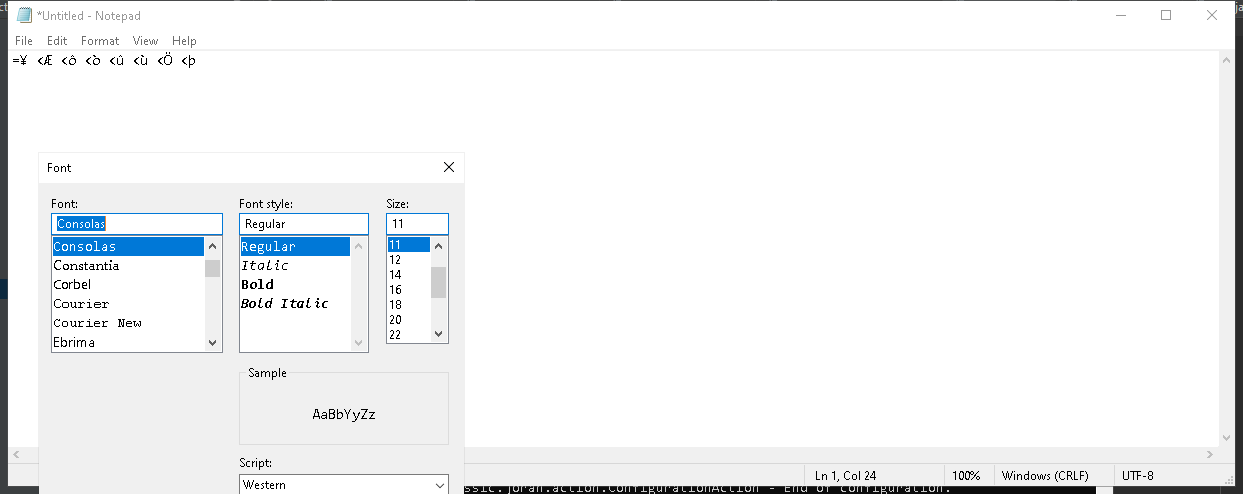 *Untitled - Notepad
File Edit Format View Help
=¥ <Æ <ô <ò <û <ù <Ö <þ
Font
Font: Font style: Size:
Consolas Regular 11
Consolas Regular 11
Constantia Italic 12
Corbel Bold 14
Courier Bold Italic 16
Courier New 18
Ebrima 20
22
Sample
AaBbYyZz
Script:
Western
Ln 1, Col 24 100% Windows (CRLF) UTF-8
ssic.joran.action.ConfigurationAction - End of configuration.